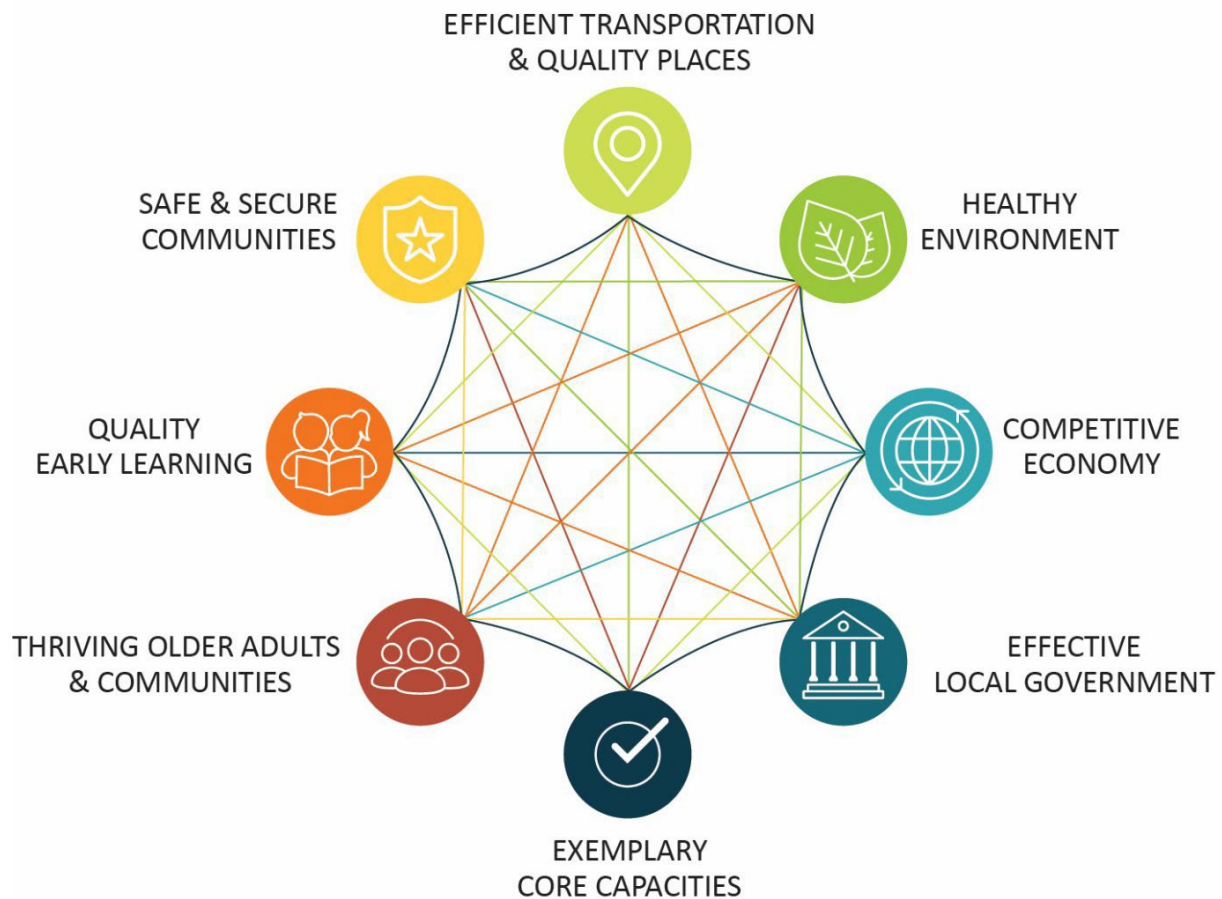 EFFICIENT TRANSPORTATION
& QUALITY PLACES
SAFE & SECURE
COMMUNITIES
HEALTHY
ENVIRONMENT
QUALITY
EARLY LEARNING
COMPETITIVE
ECONOMY
THRIVING OLDER ADULTS
& COMMUNITIES
EFFECTIVE
LOCAL GOVERNMENT
EXEMPLARY
CORE CAPACITIES